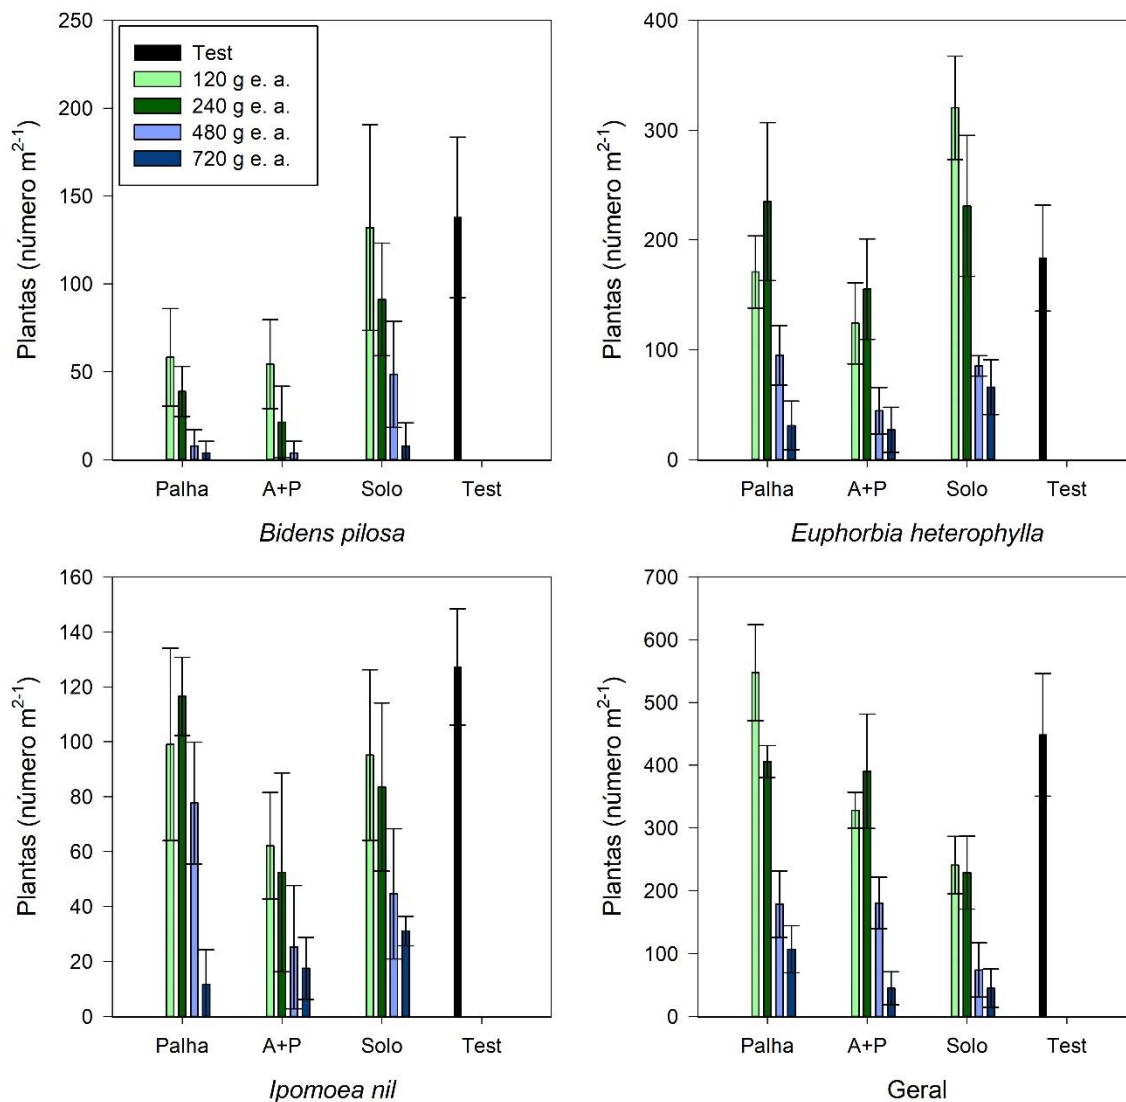 Plantas (número m²⁻¹)
250
200
150
100
50
0
Test
120 g e. a.
240 g e. a.
480 g e. a.
720 g e. a.
Palha A+P Solo Test
Bidens pilosa
Plantas (número m²⁻¹)
400
300
200
100
0
Palha A+P Solo Test
Euphorbia heterophylla
Plantas (número m²⁻¹)
160
140
120
100
80
60
40
20
0
Palha A+P Solo Test
Ipomoea nil
Plantas (número m²⁻¹)
700
600
500
400
300
200
100
0
Palha A+P Solo Test
Geral